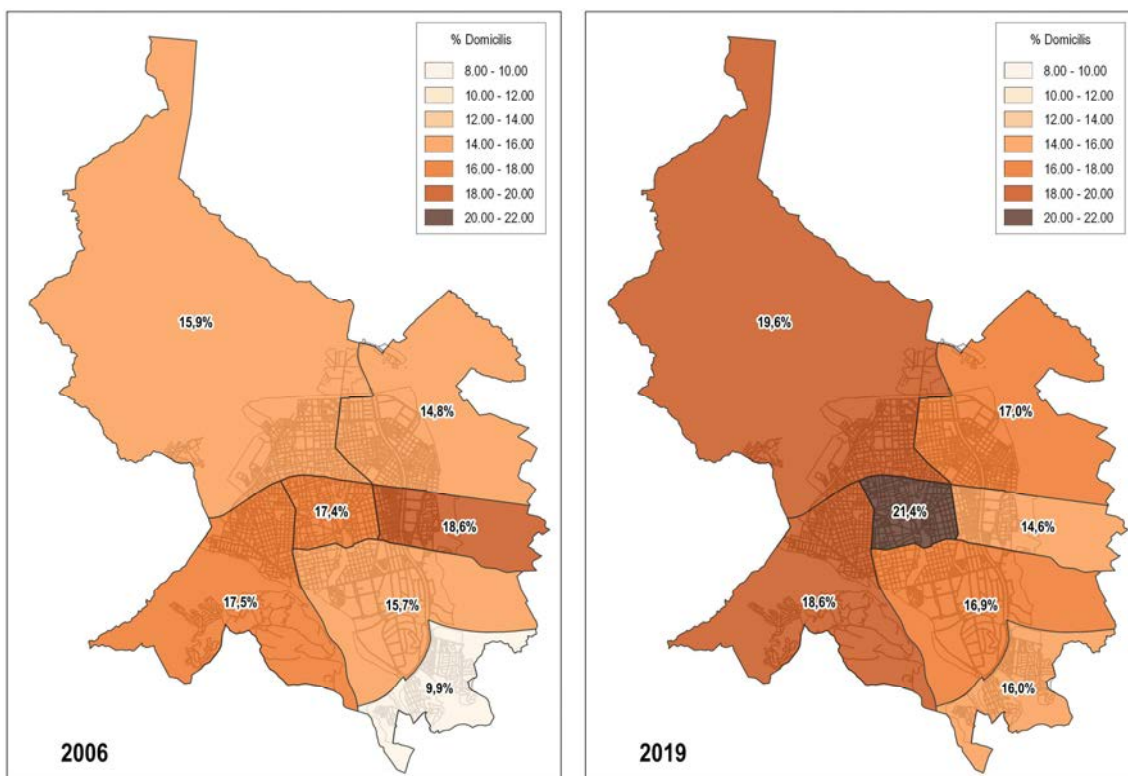 % Domicilis
8.00 - 10.00
10.00 - 12.00
12.00 - 14.00
14.00 - 16.00
16.00 - 18.00
18.00 - 20.00
20.00 - 22.00
15,9%
14,8%
17,4%
18,6%
17,5%
15,7%
9,9%
2006
% Domicilis
8.00 - 10.00
10.00 - 12.00
12.00 - 14.00
14.00 - 16.00
16.00 - 18.00
18.00 - 20.00
20.00 - 22.00
19,6%
17,0%
21,4%
14,6%
18,6%
16,9%
16,0%
2019